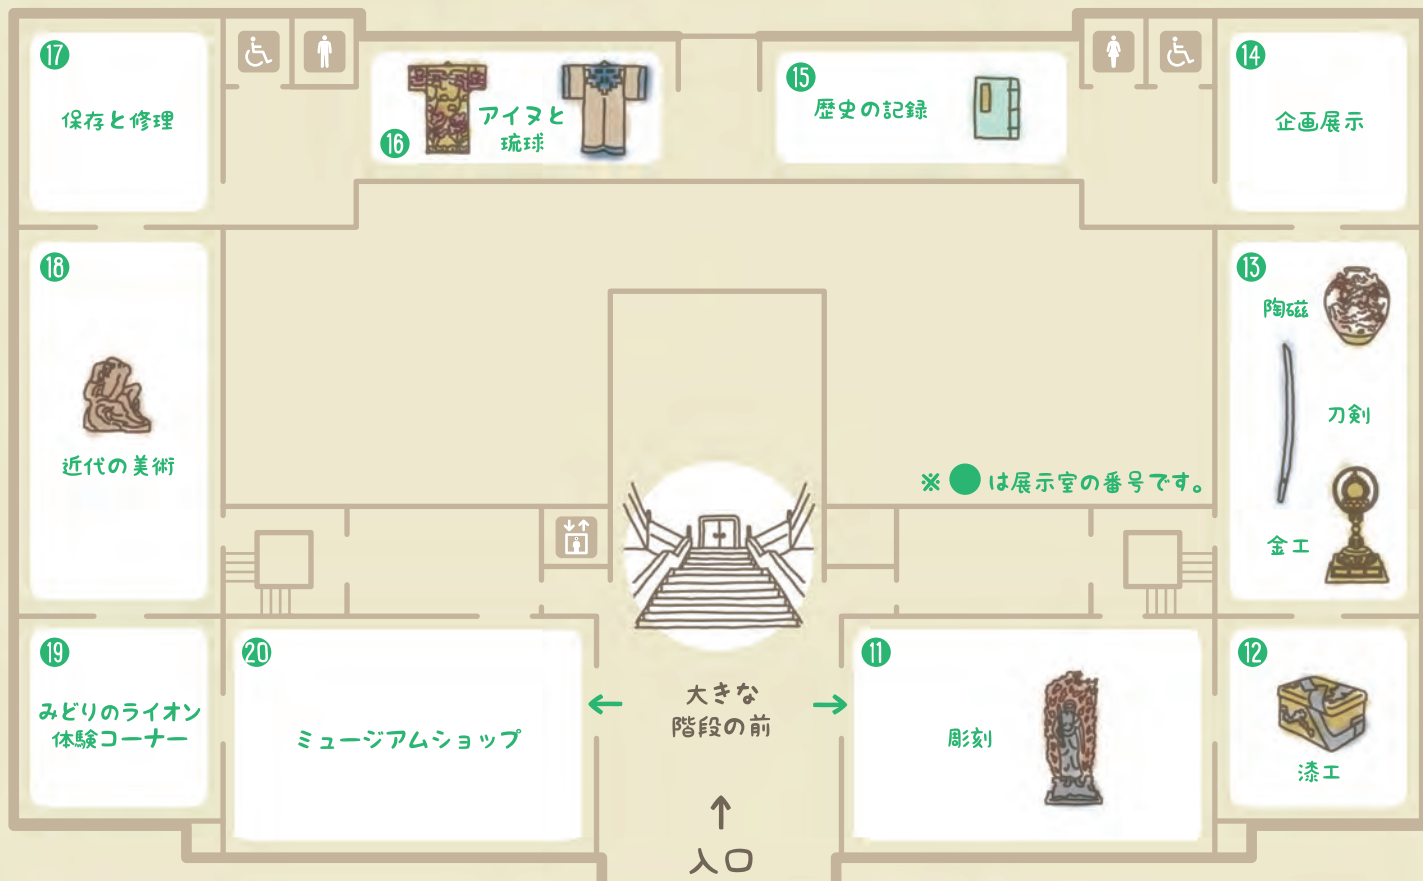 17
保存と修理
16
アイヌと
琉球
15
歴史の記録
14
企画展示
18
近代の美術
13
陶磁
刀剣
金工
※ ● は展示室の番号です。
19
みどりのライオン
体験コーナー
20
ミュージアムショップ
← 大きな →
階段の前
↑
入口
11
彫刻
12
漆工